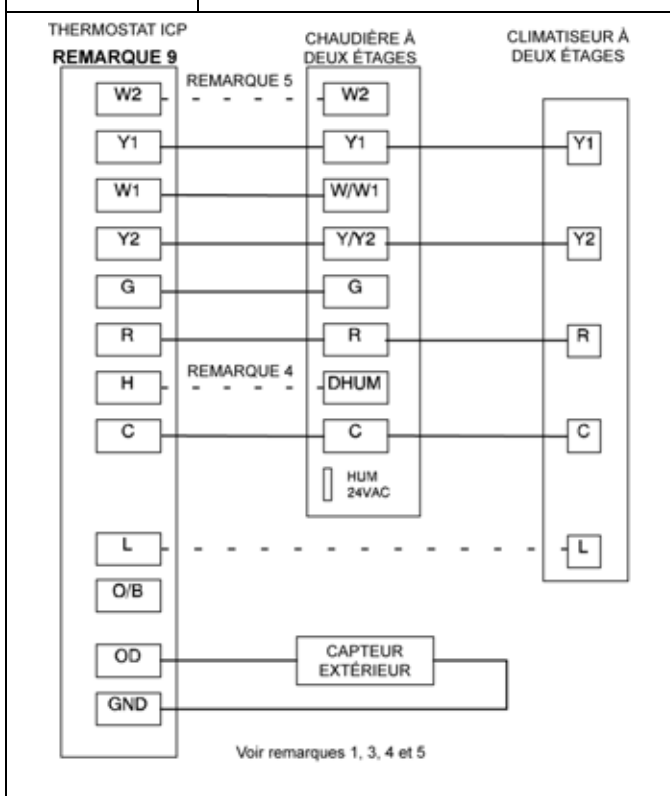 THERMOSTAT ICP
REMARQUE 9
CHAUDIÈRE À
DEUX ÉTAGES
CLIMATISEUR À
DEUX ÉTAGES
W2
REMARQUE 5
W2
Y1
Y1
Y1
W1
W/W1
Y2
Y/Y2
Y2
G
G
R
R
R
H
REMARQUE 4
DHUM
C
C
C
HUM
24VAC
L
L
O/B
OD
CAPTEUR
EXTÉRIEUR
GND
Voir remarques 1, 3, 4 et 5